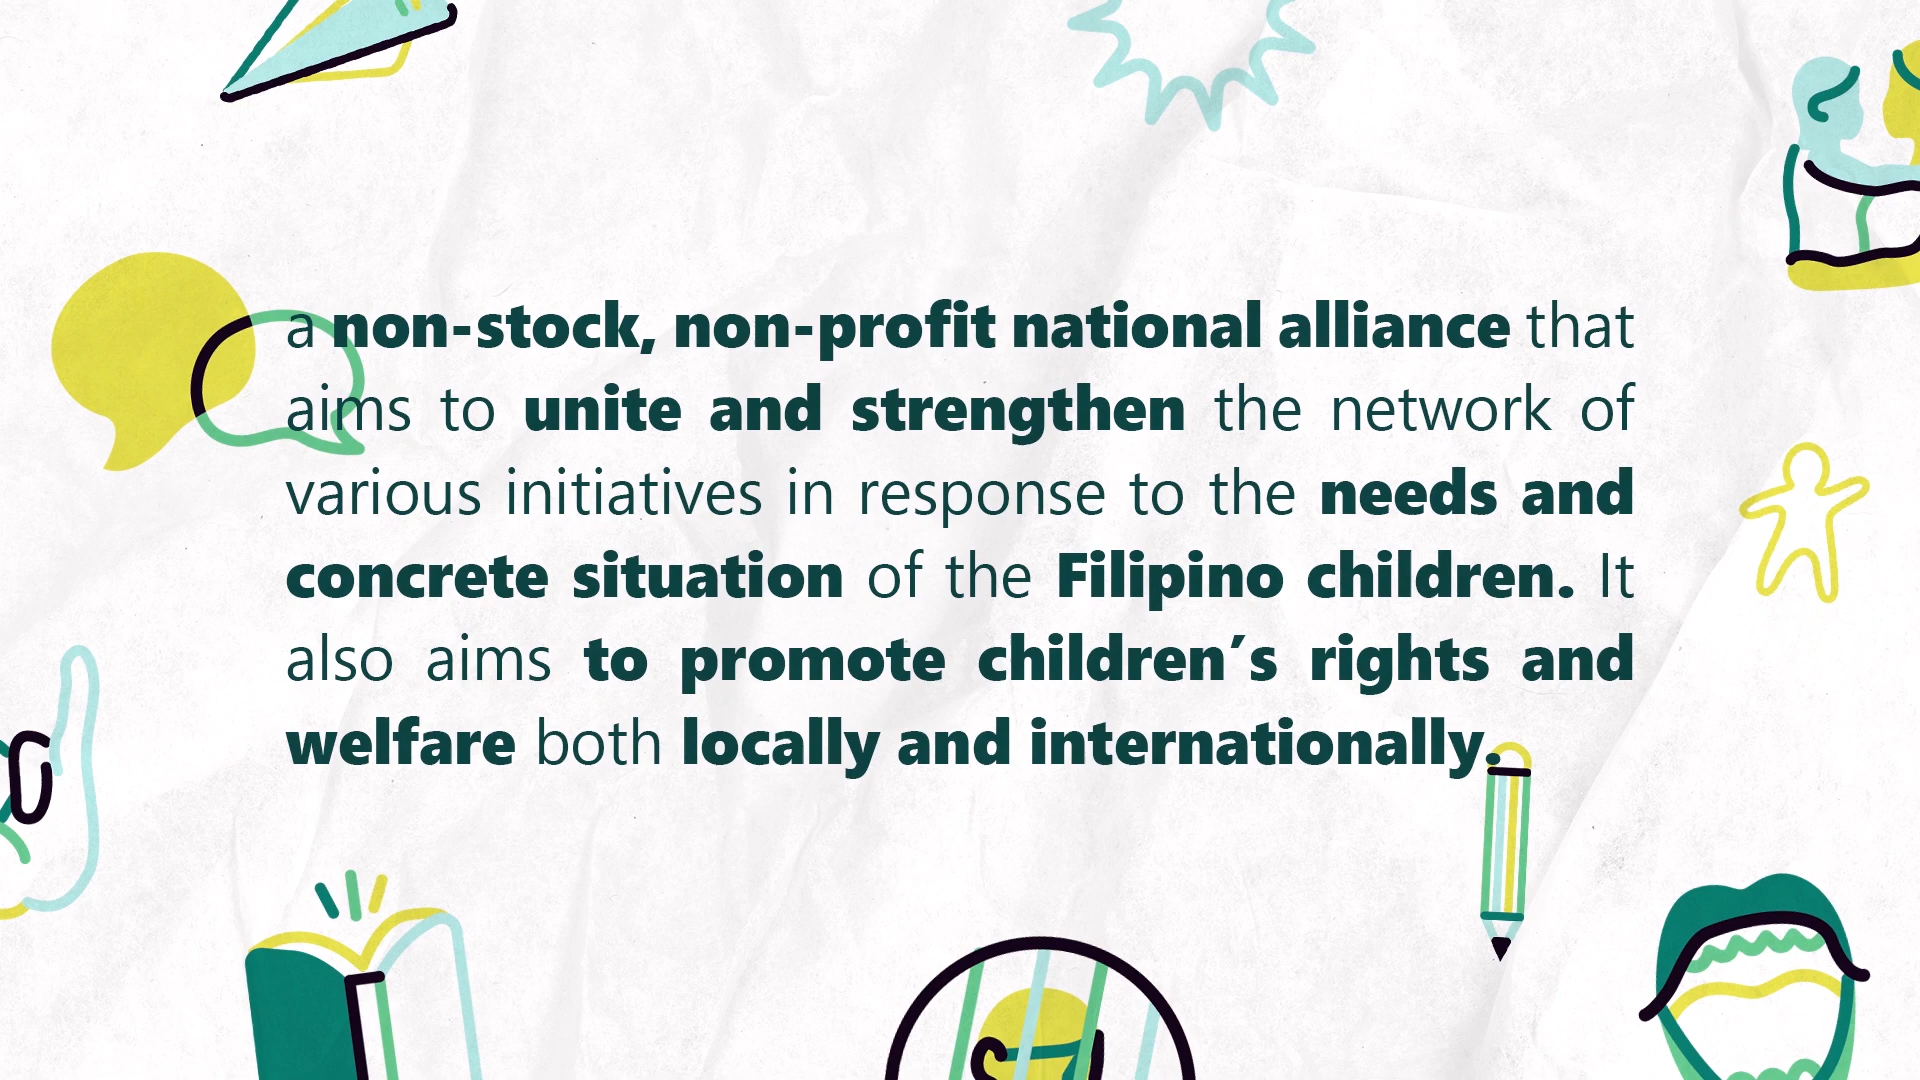 a non-stock, non-profit national alliance that
aims to unite and strengthen the network of
various initiatives in response to the needs and
concrete situation of the Filipino children. It
also aims to promote children´s rights and
welfare both locally and internationally.